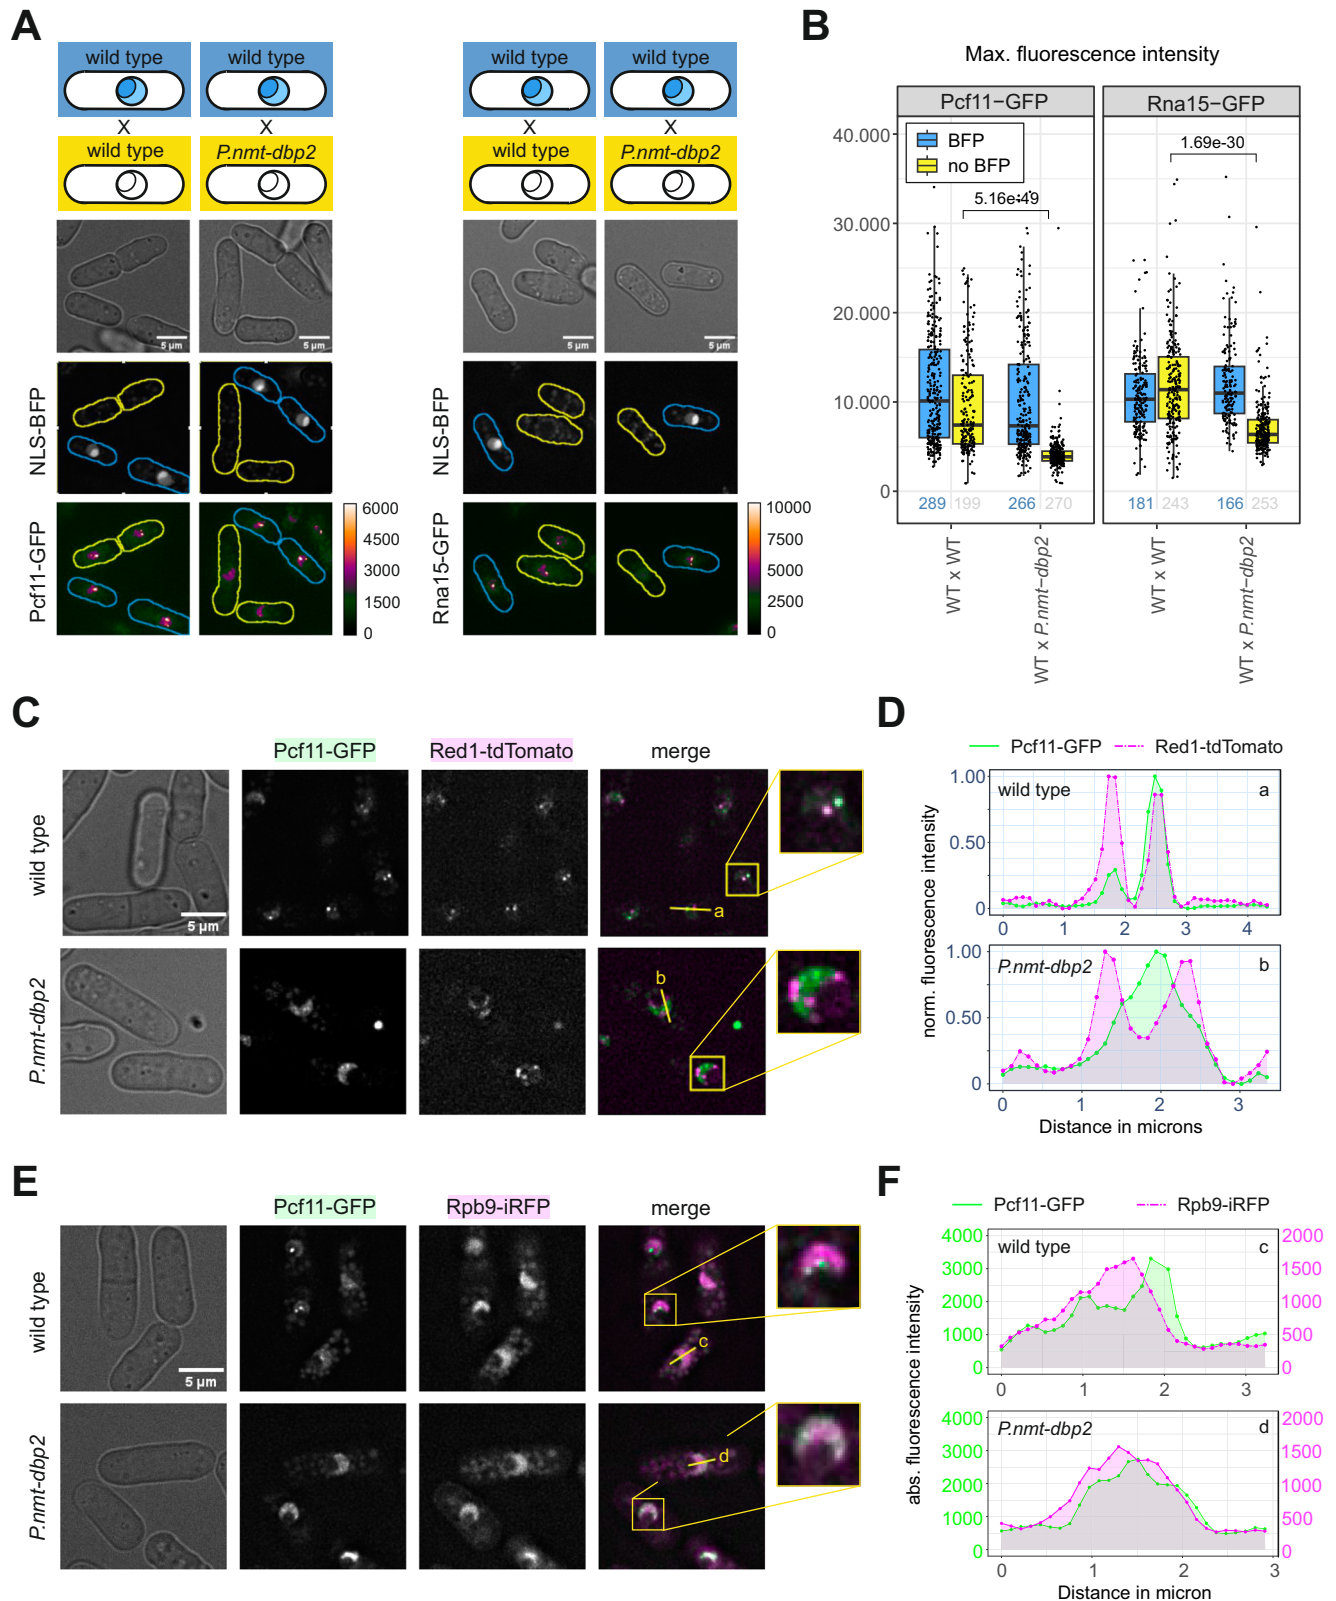 A
wild type
wild type
X
X
wild type
P.nmt-dbp2
5 µm
5 µm
NLS-BFP
Pcf11-GFP
6000
4500
3000
1500
0
wild type
wild type
X
X
wild type
P.nmt-dbp2
5 µm
5 µm
NLS-BFP
Rna15-GFP
10000
7500
5000
2500
0
B
Max. fluorescence intensity
Pcf11−GFP
Rna15−GFP
BFP
no BFP
40.000
30.000
20.000
10.000
0
5.16e-49
1.69e-30
289 199 266 270
181 243 166 253
WT x WT
WT x P.nmt−dbp2
WT x WT
WT x P.nmt−dbp2
C
Pcf11-GFP
Red1-tdTomato
merge
wild type
5 µm
a
P.nmt-dbp2
b
D
Pcf11-GFP
Red1-tdTomato
norm. fluorescence intensity
wild type
a
1.00
0.50
0
0 1 2 3 4
P.nmt-dbp2
b
1.00
0.50
0
0 1 2 3
Distance in microns
E
Pcf11-GFP
Rpb9-iRFP
merge
wild type
5 µm
c
P.nmt-dbp2
d
F
Pcf11-GFP
Rpb9-iRFP
abs. fluorescence intensity
wild type
c
4000
3000
2000
1000
0
2000
1500
1000
500
0
0 1 2 3
P.nmt-dbp2
d
4000
3000
2000
1000
0
2000
1500
1000
500
0
0 1 2 3
Distance in micron